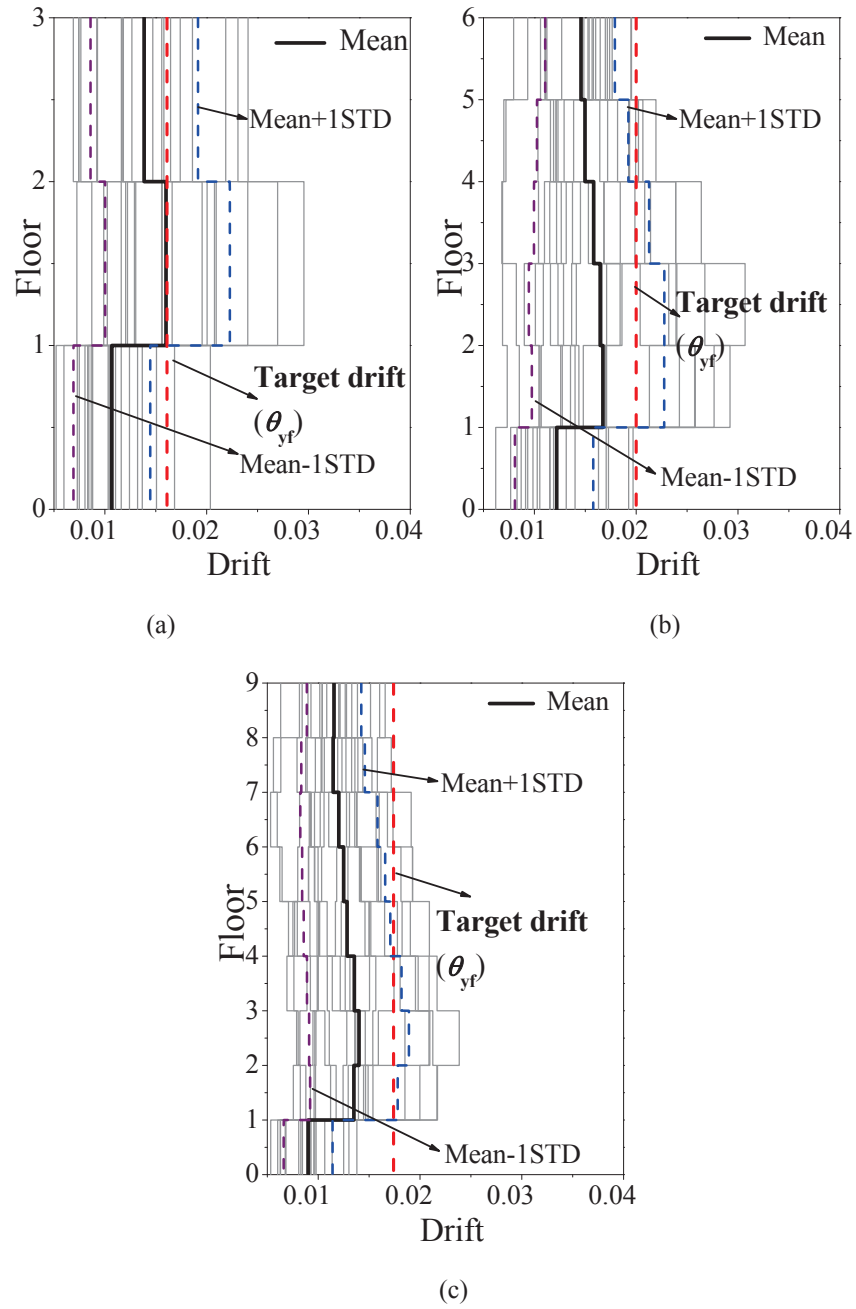 3
Mean
Mean+1STD
2
Floor
Target drift
1
(θyf)
Mean-1STD
0
0.01 0.02 0.03 0.04
Drift
(a)
6
Mean
5
Mean+1STD
4
Floor
3
Target drift
2
(θyf)
1
Mean-1STD
0
0.01 0.02 0.03 0.04
Drift
(b)
9
Mean
8
Mean+1STD
7
6
5
Target drift
Floor
4
(θyf)
3
2
1
Mean-1STD
0
0.01 0.02 0.03 0.04
Drift
(c)